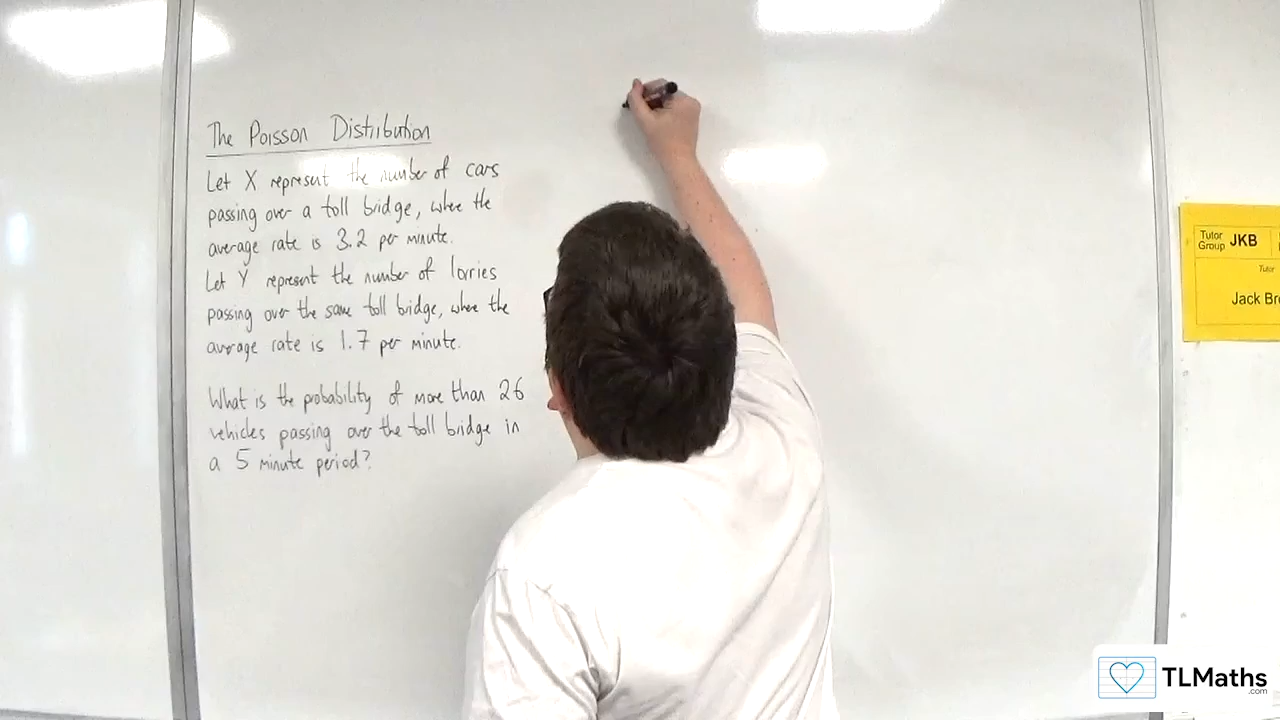 The Poisson Distribution
Let X represent the number of cars
passing over a toll bridge, where the
average rate is 3.2 per minute.
Let Y represent the number of lorries
passing over the same toll bridge, where the
average rate is 1.7 per minute.
What is the probability of more than 26
vehicles passing over the toll bridge in
a 5 minute period?
Tutor Group JKB
Tutor
Jack Br
TLMaths
.com